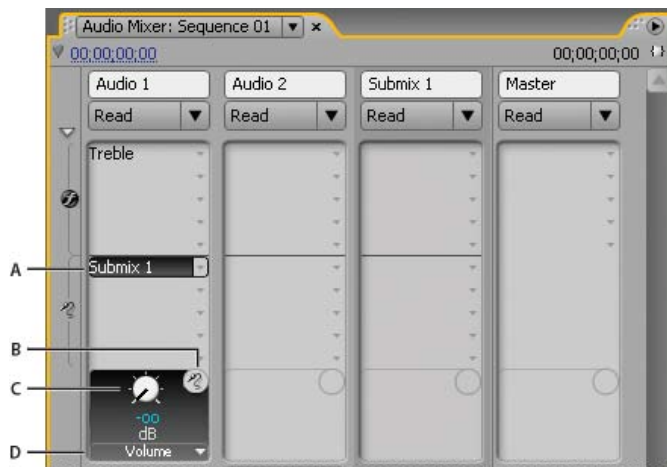 Audio Mixer: Sequence 01
00;00;00;00 00;00;00;00
Audio 1 Audio 2 Submix 1 Master
Read Read Read Read
Treble
A Submix 1
B
C
-oo
dB
D Volume